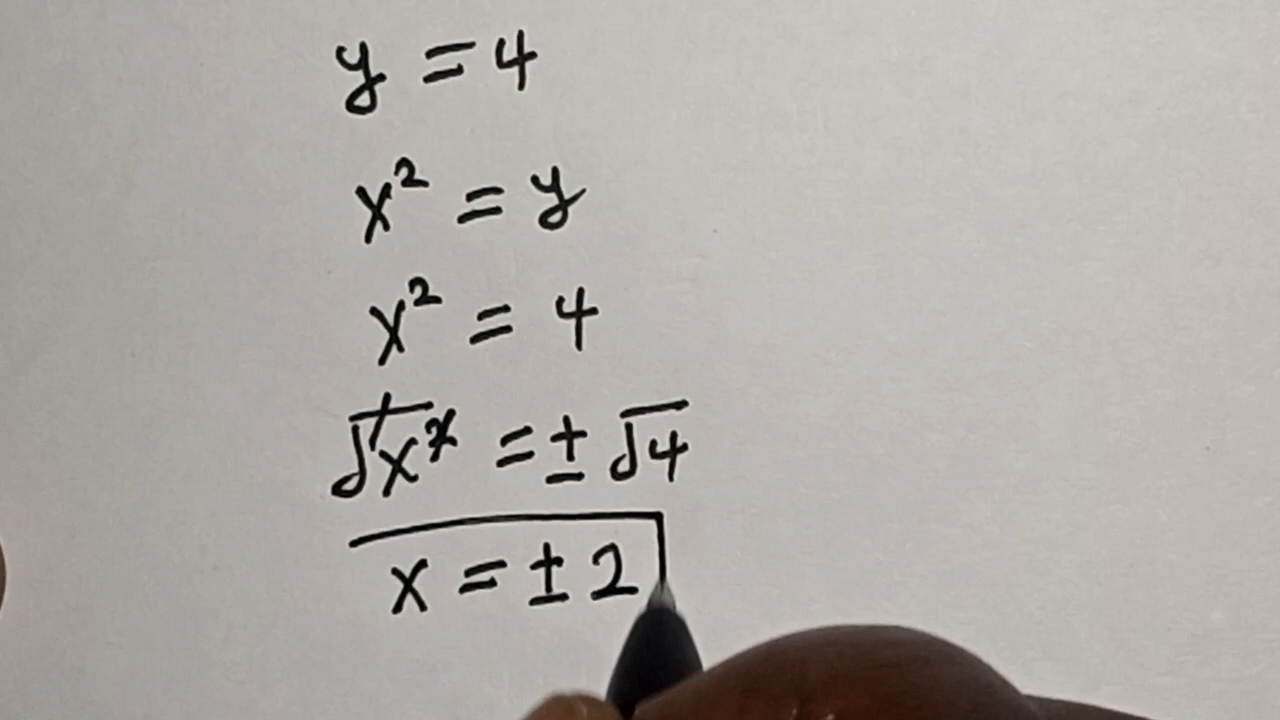 y = 4
x² = y
x² = 4
√x² = ± √4
x = ± 2